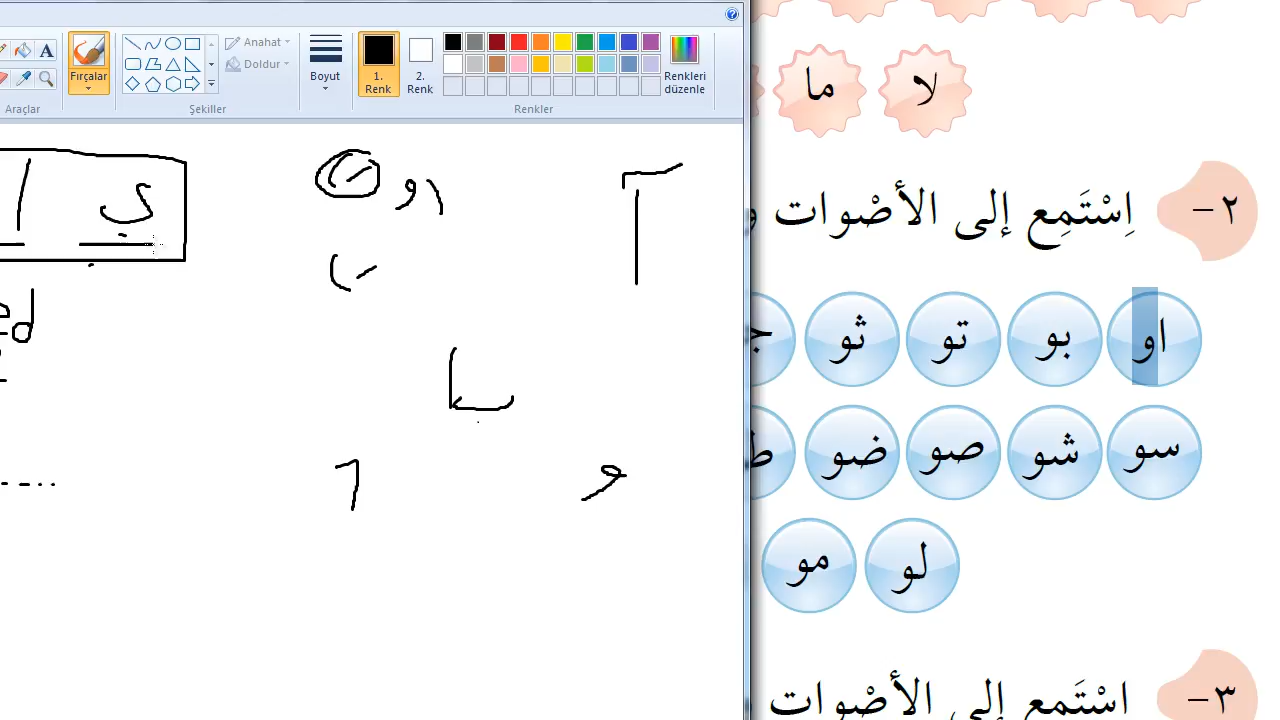 A
Fırçalar
Anahat
Doldur
Boyut
1. Renk
2. Renk
Renkleri düzenle
Araçlar
Şekiller
Renkler
ي ا
او
و
لا ما
٢- اِسْتَمِع إلى الأصْوات و
او بو تو ثو
سو شو صو ضو
لو مو
٣- اسْتَمِع إلى الأصْوات